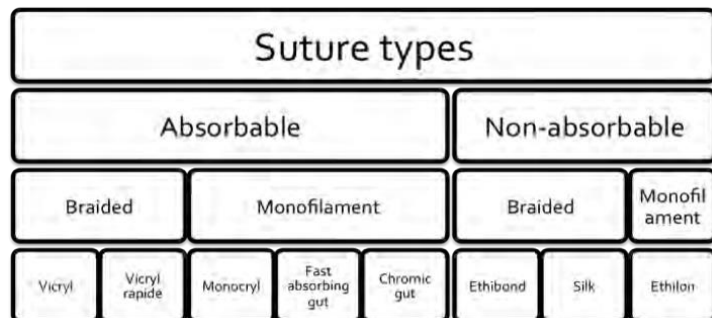 Suture types
Absorbable
Non-absorbable
Braided
Monofilament
Braided
Monofil
ament
Vicryl
Vicryl
rapide
Monocryl
Fast
absorbing
gut
Chromic
gut
Ethibond
Silk
Ethilon